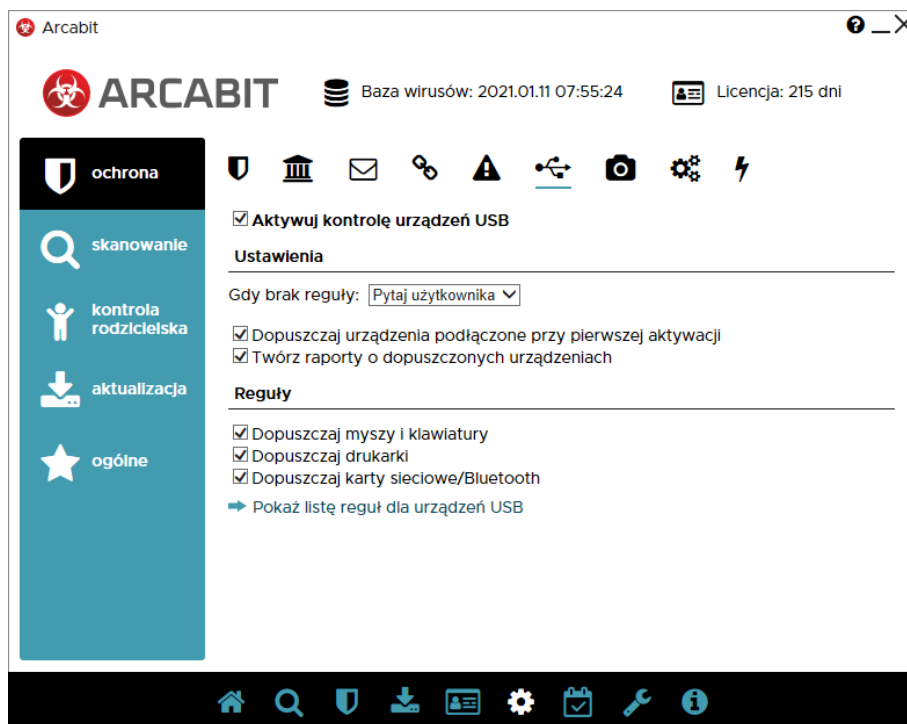 Arcabit
ARCABIT
Baza wirusów: 2021.01.11 07:55:24
Licencja: 215 dni
ochrona
skanowanie
kontrola
rodzicielska
aktualizacja
ogólne
Aktywuj kontrolę urządzeń USB
Ustawienia
Gdy brak reguły: Pytaj użytkownika
Dopuszczaj urządzenia podłączone przy pierwszej aktywacji
Twórz raporty o dopuszczonych urządzeniach
Reguły
Dopuszczaj myszy i klawiatury
Dopuszczaj drukarki
Dopuszczaj karty sieciowe/Bluetooth
Pokaż listę reguł dla urządzeń USB